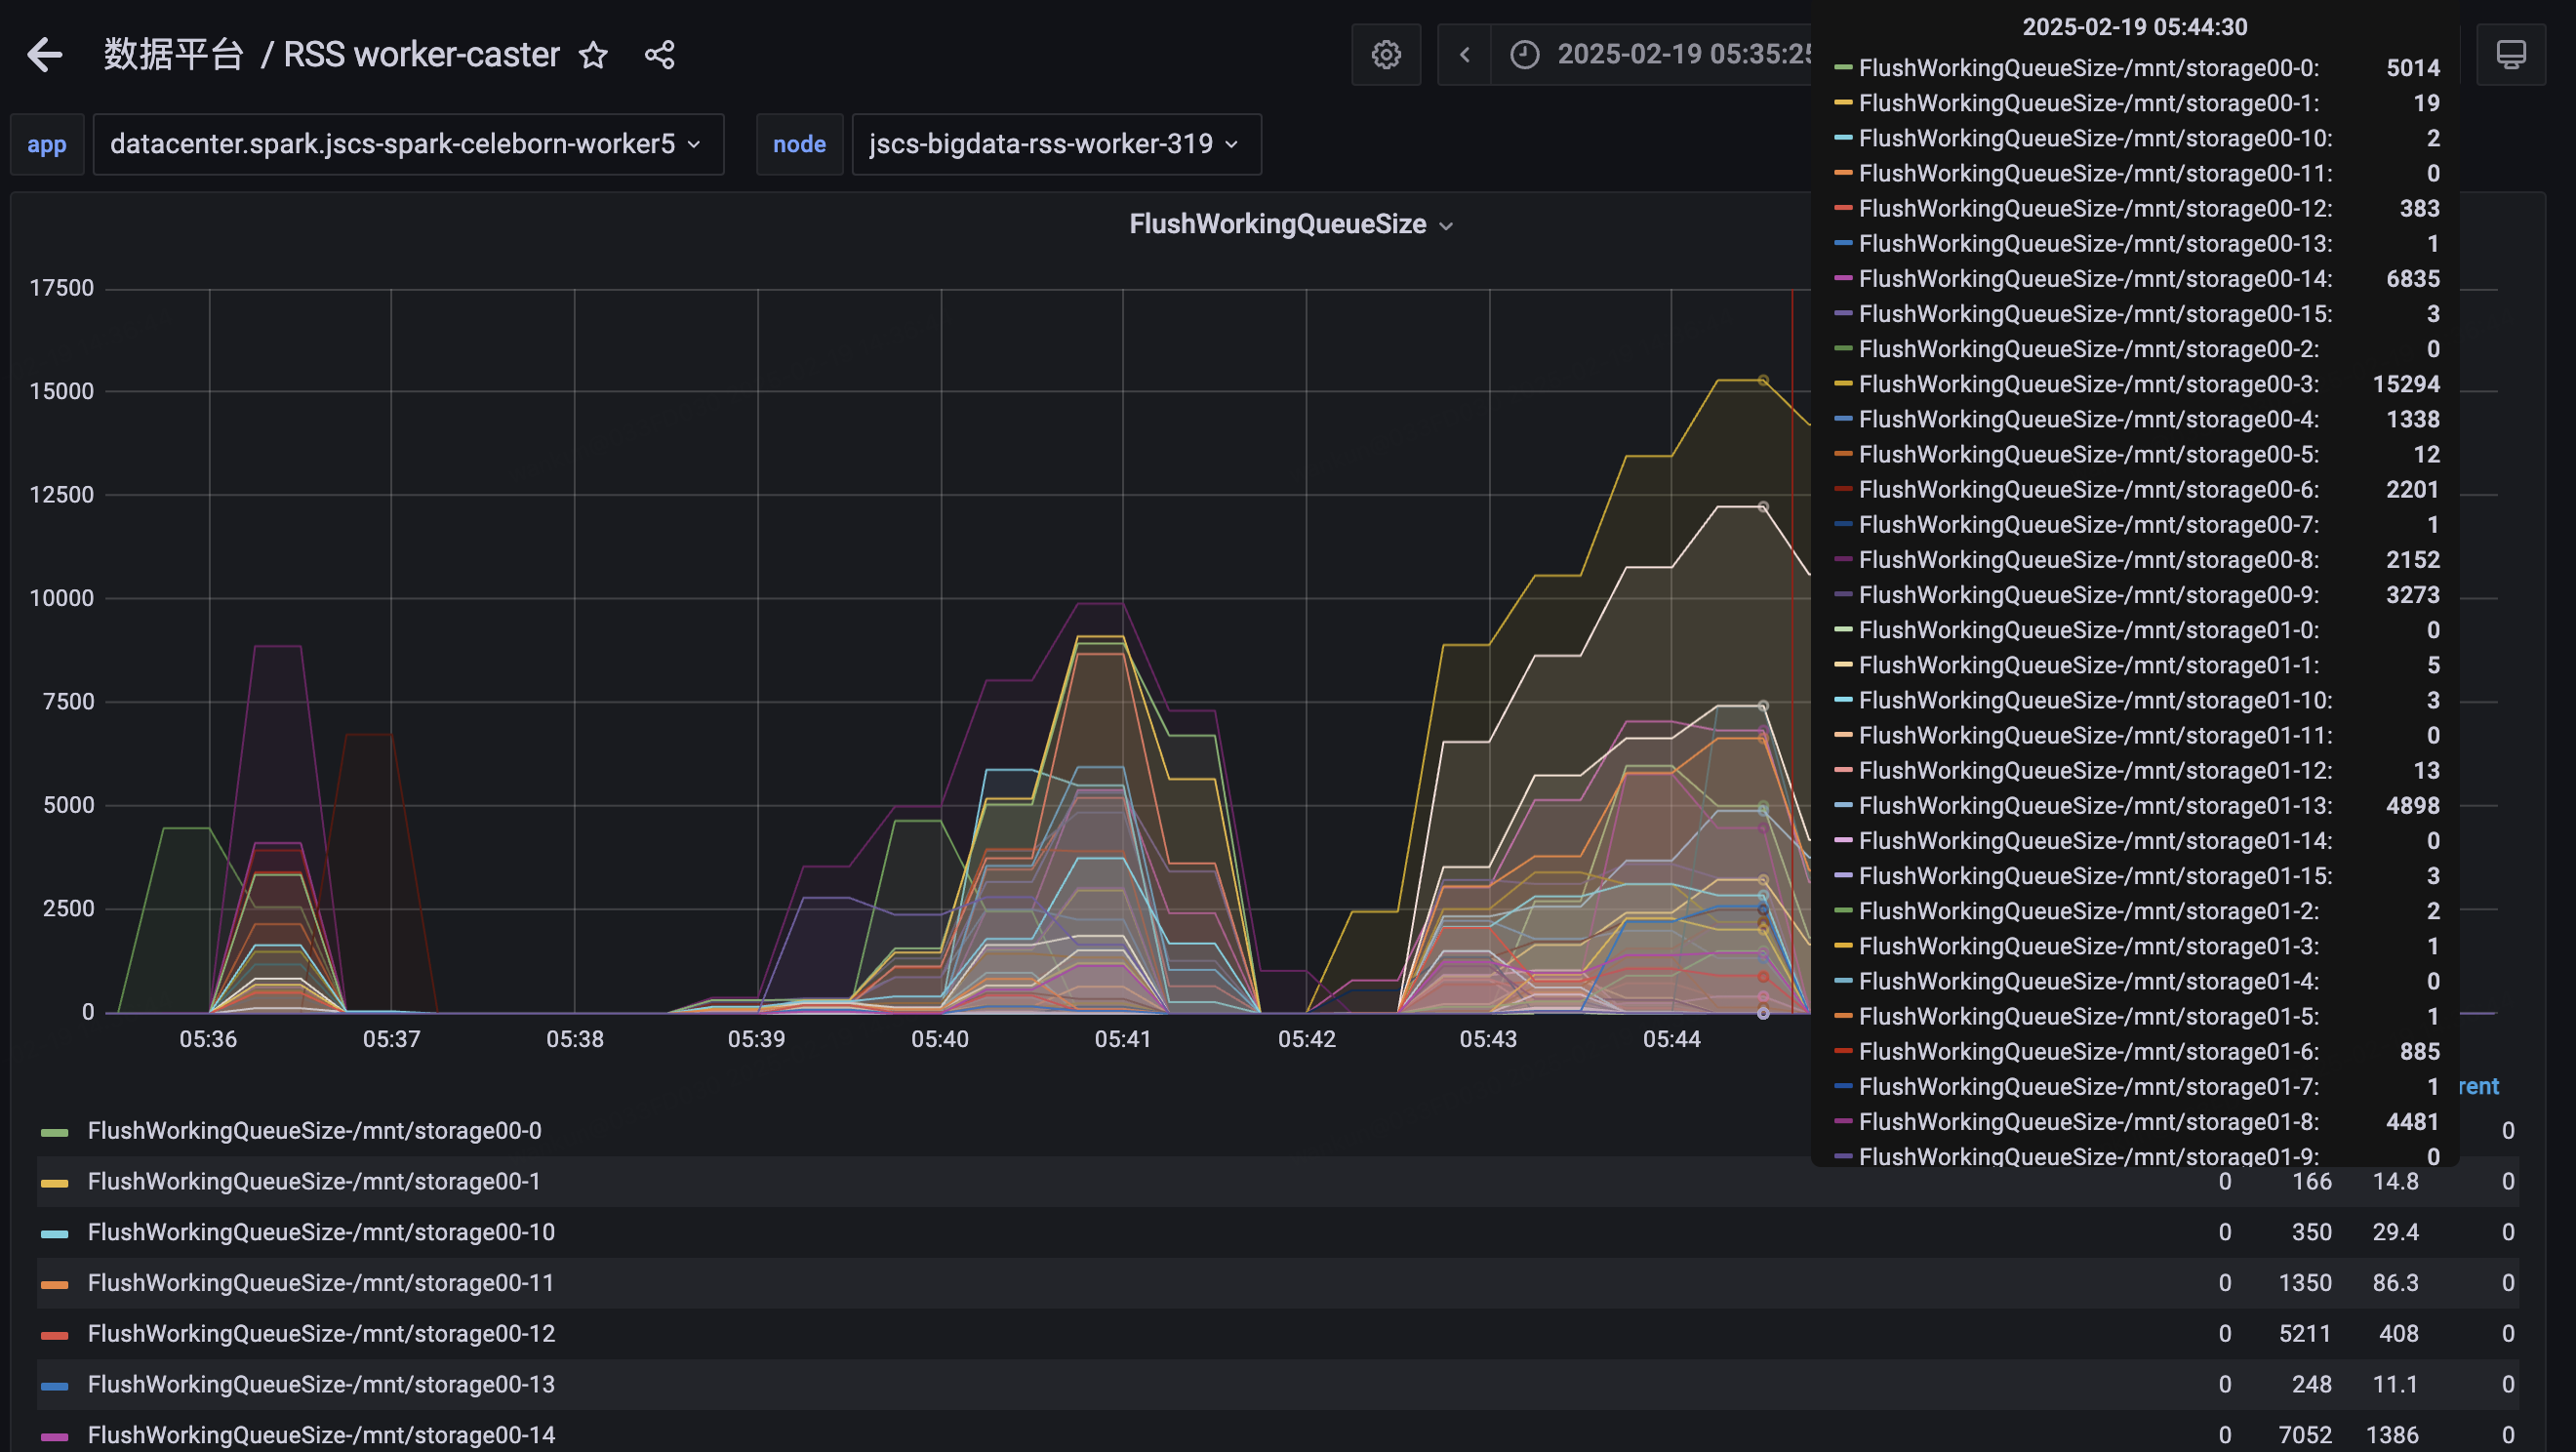 数据平台 / RSS worker-caster
2025-02-19 05:35:25
app datacenter.spark.jscs-spark-celeborn-worker5
node jscs-bigdata-rss-worker-319
FlushWorkingQueueSize
17500
15000
12500
10000
7500
5000
2500
0
05:36 05:37 05:38 05:39 05:40 05:41 05:42 05:43 05:44
2025-02-19 05:44:30
FlushWorkingQueueSize-/mnt/storage00-0: 5014
FlushWorkingQueueSize-/mnt/storage00-1: 19
FlushWorkingQueueSize-/mnt/storage00-10: 2
FlushWorkingQueueSize-/mnt/storage00-11: 0
FlushWorkingQueueSize-/mnt/storage00-12: 383
FlushWorkingQueueSize-/mnt/storage00-13: 1
FlushWorkingQueueSize-/mnt/storage00-14: 6835
FlushWorkingQueueSize-/mnt/storage00-15: 3
FlushWorkingQueueSize-/mnt/storage00-2: 0
FlushWorkingQueueSize-/mnt/storage00-3: 15294
FlushWorkingQueueSize-/mnt/storage00-4: 1338
FlushWorkingQueueSize-/mnt/storage00-5: 12
FlushWorkingQueueSize-/mnt/storage00-6: 2201
FlushWorkingQueueSize-/mnt/storage00-7: 1
FlushWorkingQueueSize-/mnt/storage00-8: 2152
FlushWorkingQueueSize-/mnt/storage00-9: 3273
FlushWorkingQueueSize-/mnt/storage01-0: 0
FlushWorkingQueueSize-/mnt/storage01-1: 5
FlushWorkingQueueSize-/mnt/storage01-10: 3
FlushWorkingQueueSize-/mnt/storage01-11: 0
FlushWorkingQueueSize-/mnt/storage01-12: 13
FlushWorkingQueueSize-/mnt/storage01-13: 4898
FlushWorkingQueueSize-/mnt/storage01-14: 0
FlushWorkingQueueSize-/mnt/storage01-15: 3
FlushWorkingQueueSize-/mnt/storage01-2: 2
FlushWorkingQueueSize-/mnt/storage01-3: 1
FlushWorkingQueueSize-/mnt/storage01-4: 0
FlushWorkingQueueSize-/mnt/storage01-5: 1
FlushWorkingQueueSize-/mnt/storage01-6: 885
FlushWorkingQueueSize-/mnt/storage01-7: 1
FlushWorkingQueueSize-/mnt/storage01-8: 4481
FlushWorkingQueueSize-/mnt/storage01-9: 0
rent
FlushWorkingQueueSize-/mnt/storage00-0 0
FlushWorkingQueueSize-/mnt/storage00-1 0 166 14.8 0
FlushWorkingQueueSize-/mnt/storage00-10 0 350 29.4 0
FlushWorkingQueueSize-/mnt/storage00-11 0 1350 86.3 0
FlushWorkingQueueSize-/mnt/storage00-12 0 5211 408 0
FlushWorkingQueueSize-/mnt/storage00-13 0 248 11.1 0
FlushWorkingQueueSize-/mnt/storage00-14 0 7052 1386 0